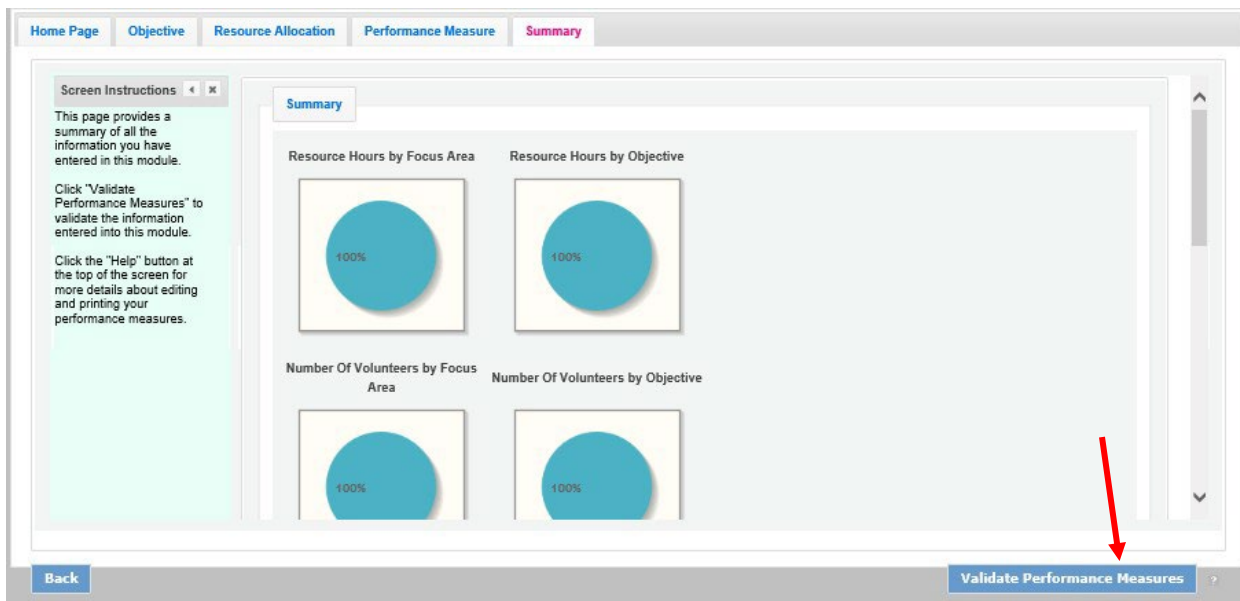 Home Page Objective Resource Allocation Performance Measure Summary
Screen Instructions
This page provides a
summary of all the
information you have
entered in this module.
Click "Validate
Performance Measures" to
validate the information
entered into this module.
Click the "Help" button at
the top of the screen for
more details about editing
and printing your
performance measures.
Summary
Resource Hours by Focus Area Resource Hours by Objective
100% 100%
Number Of Volunteers by Focus
Area
Number Of Volunteers by Objective
100% 100%
Back Validate Performance Measures ?